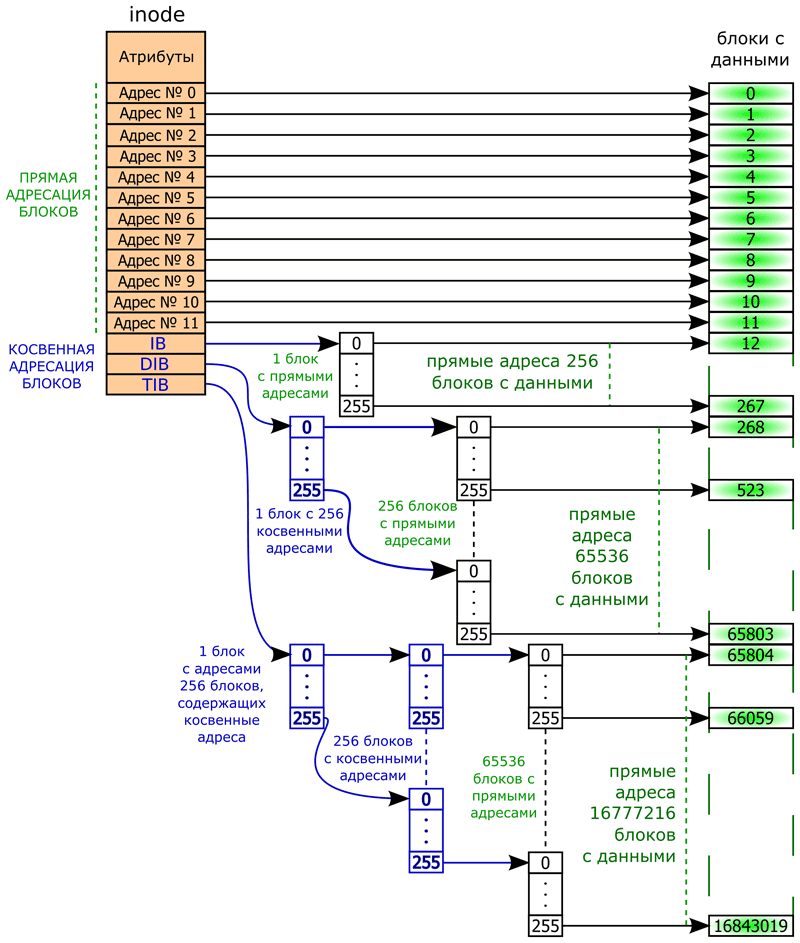 inode
блоки с
данными
Атрибуты
Адрес № 0
0
Адрес № 1
1
Адрес № 2
2
Адрес № 3
3
ПРЯМАЯ
АДРЕСАЦИЯ
БЛОКОВ
Адрес № 4
4
Адрес № 5
5
Адрес № 6
6
Адрес № 7
7
Адрес № 8
8
Адрес № 9
9
Адрес № 10
10
Адрес № 11
11
КОСВЕННАЯ
АДРЕСАЦИЯ
БЛОКОВ
IB
0
12
DIB
TIB
1 блок
с прямыми
адресами
прямые адреса 256
блоков с данными
255
267
0
0
268
255
255
523
1 блок с 256
косвенными
адресами
256 блоков
с прямыми
адресами
прямые
адреса
65536
блоков
с данными
0
255
65803
1 блок
с адресами
256 блоков,
содержащих
косвенные
адреса
0
0
0
65804
255
255
255
66059
256 блоков
с косвенными
адресами
65536
блоков с
прямыми
адресами
прямые
адреса
16777216
блоков
с данными
0
255
0
255
16843019